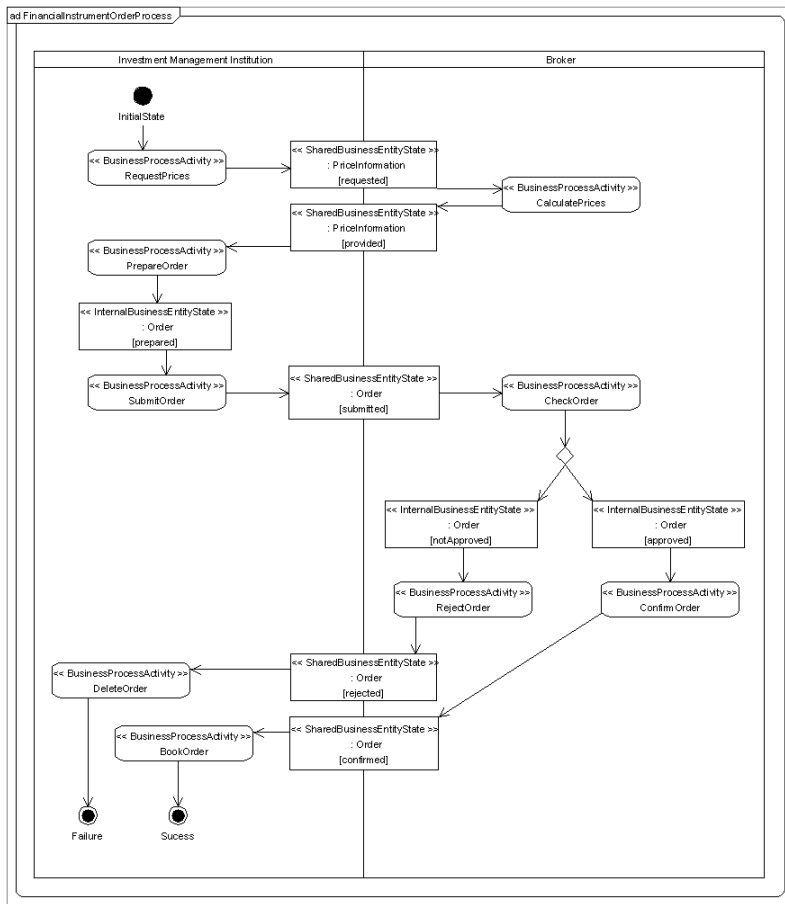 ad FinancialInstrumentOrderProcess
Investment Management Institution
Broker
InitialState
<< BusinessProcessActivity >>
RequestPrices
<< SharedBusinessEntityState >>
: PriceInformation
[requested]
<< BusinessProcessActivity >>
CalculatePrices
<< SharedBusinessEntityState >>
: PriceInformation
[provided]
<< BusinessProcessActivity >>
PrepareOrder
<< InternalBusinessEntityState >>
: Order
[prepared]
<< BusinessProcessActivity >>
SubmitOrder
<< SharedBusinessEntityState >>
: Order
[submitted]
<< BusinessProcessActivity >>
CheckOrder
<< InternalBusinessEntityState >>
: Order
[notApproved]
<< InternalBusinessEntityState >>
: Order
[approved]
<< BusinessProcessActivity >>
RejectOrder
<< BusinessProcessActivity >>
ConfirmOrder
<< SharedBusinessEntityState >>
: Order
[rejected]
<< BusinessProcessActivity >>
DeleteOrder
<< SharedBusinessEntityState >>
: Order
[confirmed]
<< BusinessProcessActivity >>
BookOrder
Failure
Sucess